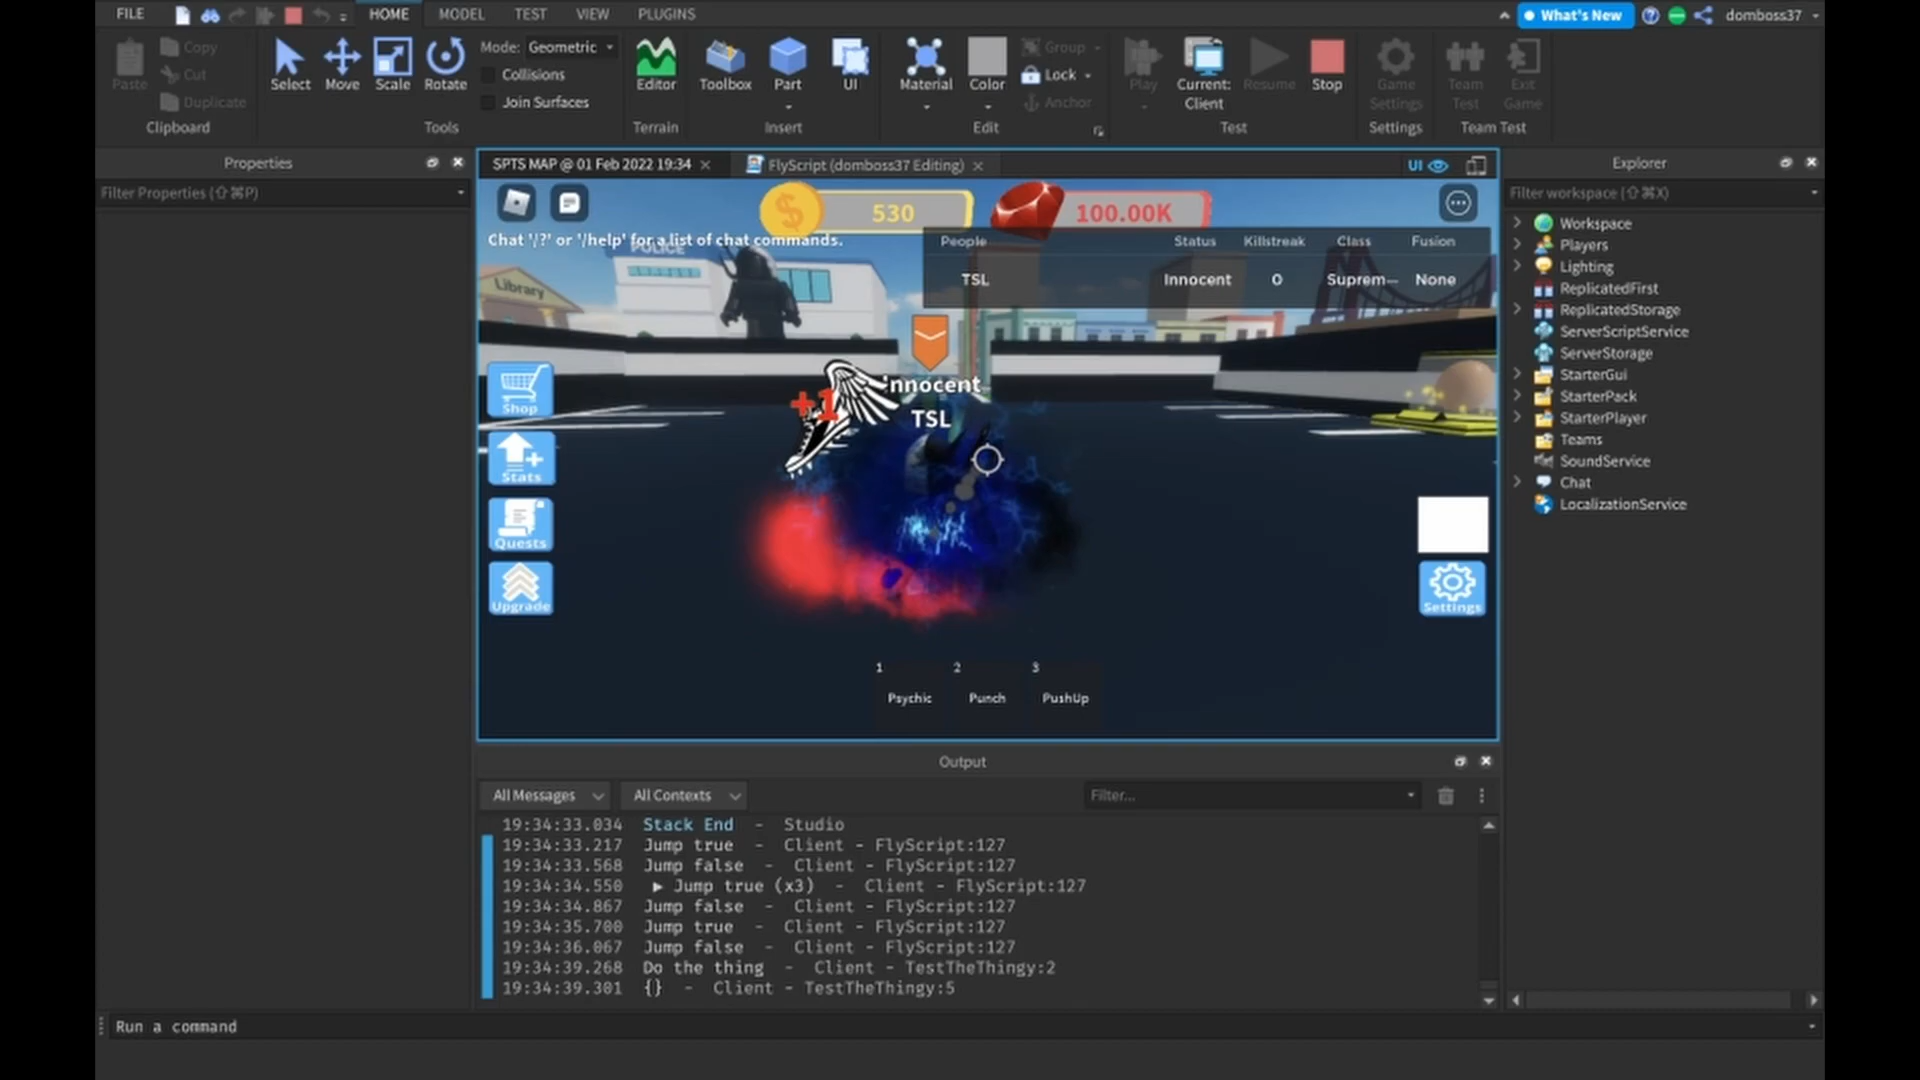 FILE HOME MODEL TEST VIEW PLUGINS What's New domboss37
Paste Copy Cut Duplicate
Select Move Scale Rotate
Mode: Geometric
Collisions
Join Surfaces
Editor Toolbox Part UI Material Color
Group
Lock
Anchor
Play Current: Client Resume Stop Game Settings Team Test Exit Game
Clipboard Tools Terrain Insert Edit Test Settings Team Test
Properties
Filter Properties (⇧⌘P)
SPTS MAP @ 01 Feb 2022 19:34 FlyScript (domboss37 Editing) UI
$ 530 100.00K
Chat '/?' or '/help' for a list of chat commands.
People Status Killstreak Class Fusion
TSL Innocent 0 Suprem—
None
POLICE
Library
Innocent
TSL
+1
Shop
Stats
Quests
Upgrade
Settings
1 2 3
Psychic Punch PushUp
Output
All Messages All Contexts Filter...
19:34:33.034 Stack End - Studio
19:34:33.217 Jump true - Client - FlyScript:127
19:34:33.568 Jump false - Client - FlyScript:127
19:34:34.550 ▶ Jump true (x3) - Client - FlyScript:127
19:34:34.867 Jump false - Client - FlyScript:127
19:34:35.700 Jump true - Client - FlyScript:127
19:34:36.067 Jump false - Client - FlyScript:127
19:34:39.268 Do the thing - Client - TestTheThingy:2
19:34:39.301 {} - Client - TestTheThingy:5
Run a command
Explorer
Filter workspace (⇧⌘X)
Workspace
Players
Lighting
ReplicatedFirst
ReplicatedStorage
ServerScriptService
ServerStorage
StarterGui
StarterPack
StarterPlayer
Teams
SoundService
Chat
LocalizationService